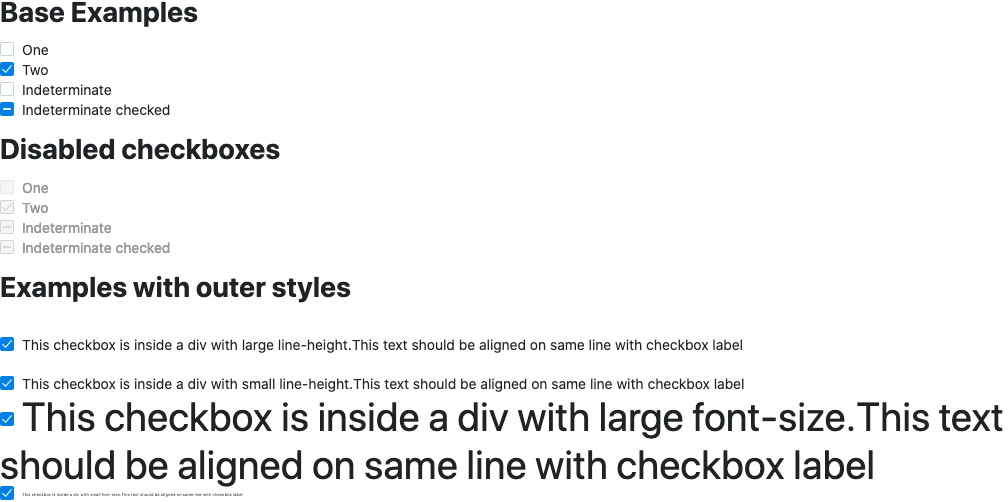 Base Examples
One
Two
Indeterminate
Indeterminate checked
Disabled checkboxes
One
Two
Indeterminate
Indeterminate checked
Examples with outer styles
This checkbox is inside a div with large line-height.This text should be aligned on same line with checkbox label
This checkbox is inside a div with small line-height.This text should be aligned on same line with checkbox label
This checkbox is inside a div with large font-size.This text
should be aligned on same line with checkbox label
This checkbox is inside a div with small font-size.This text should be aligned on same line with checkbox label